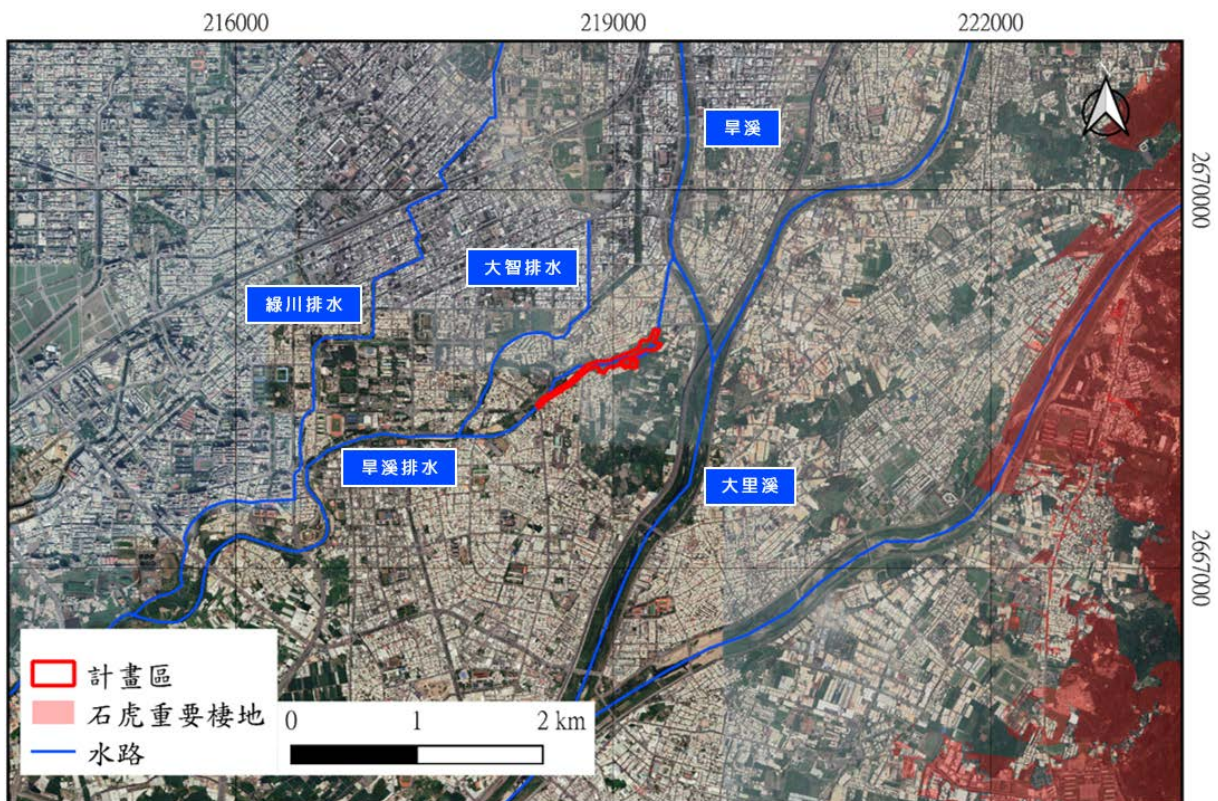 216000
219000
222000
旱溪
2670000
大智排水
綠川排水
旱溪排水
大里溪
2667000
計畫區
石虎重要棲地
水路
0 1 2 km
N